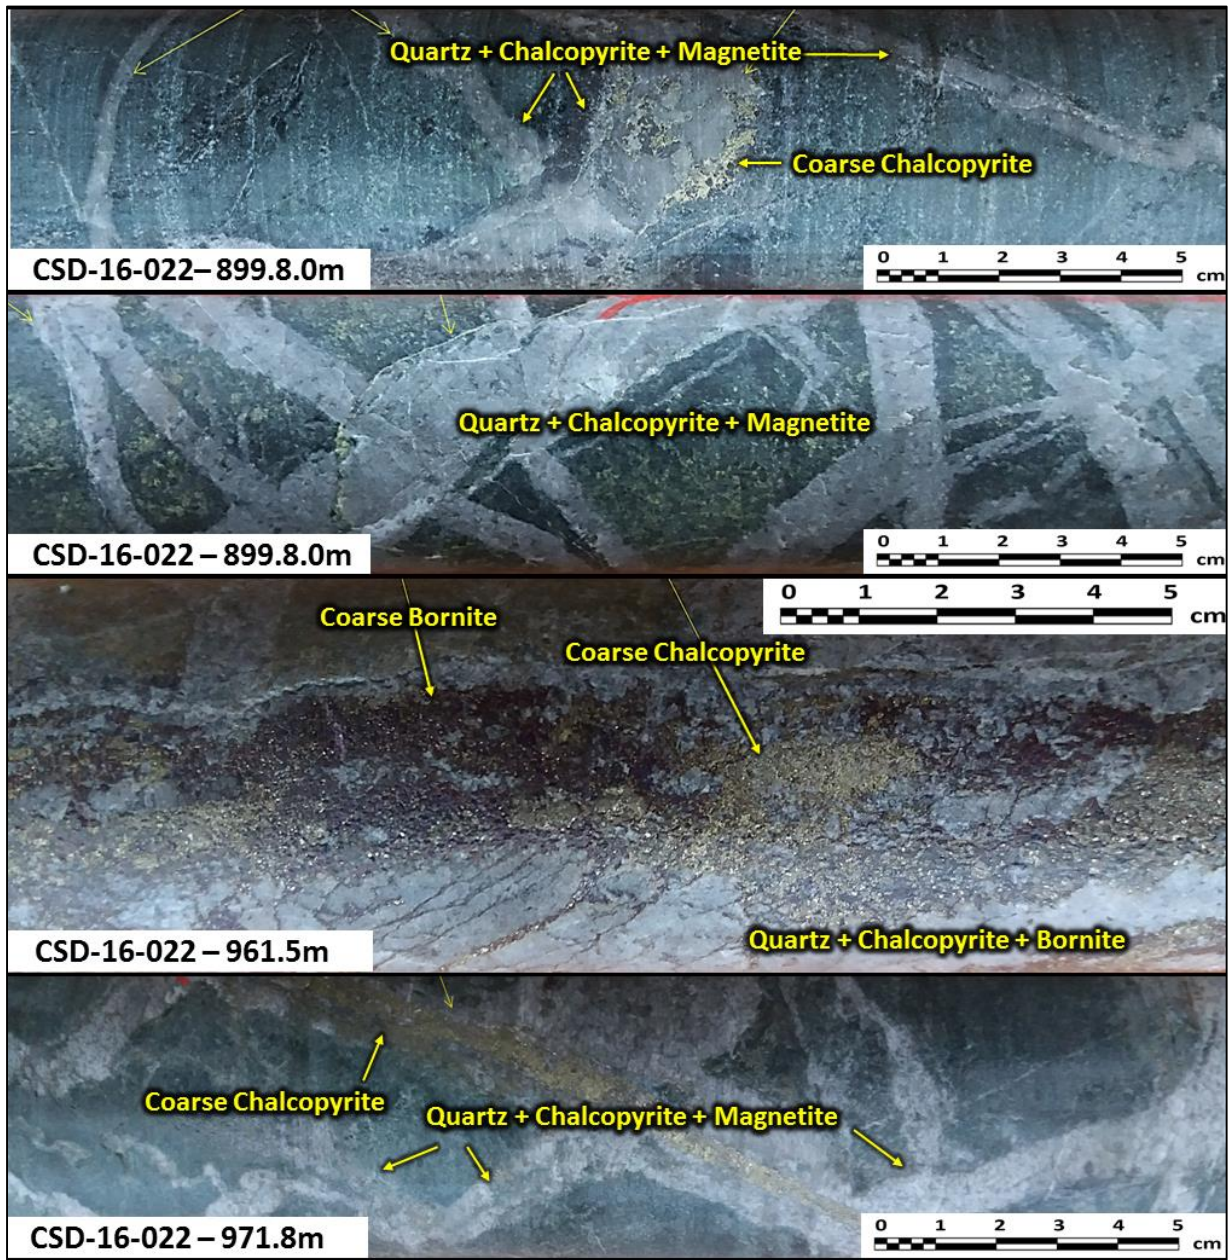 Quartz + Chalcopyrite + Magnetite
Coarse Chalcopyrite
CSD-16-022– 899.8.0m
0 1 2 3 4 5
cm
Quartz + Chalcopyrite + Magnetite
CSD-16-022 – 899.8.0m
0 1 2 3 4 5
cm
0 1 2 3 4 5
cm
Coarse Bornite
Coarse Chalcopyrite
CSD-16-022 – 961.5m
Quartz + Chalcopyrite + Bornite
Coarse Chalcopyrite
Quartz + Chalcopyrite + Magnetite
CSD-16-022 – 971.8m
0 1 2 3 4 5
cm